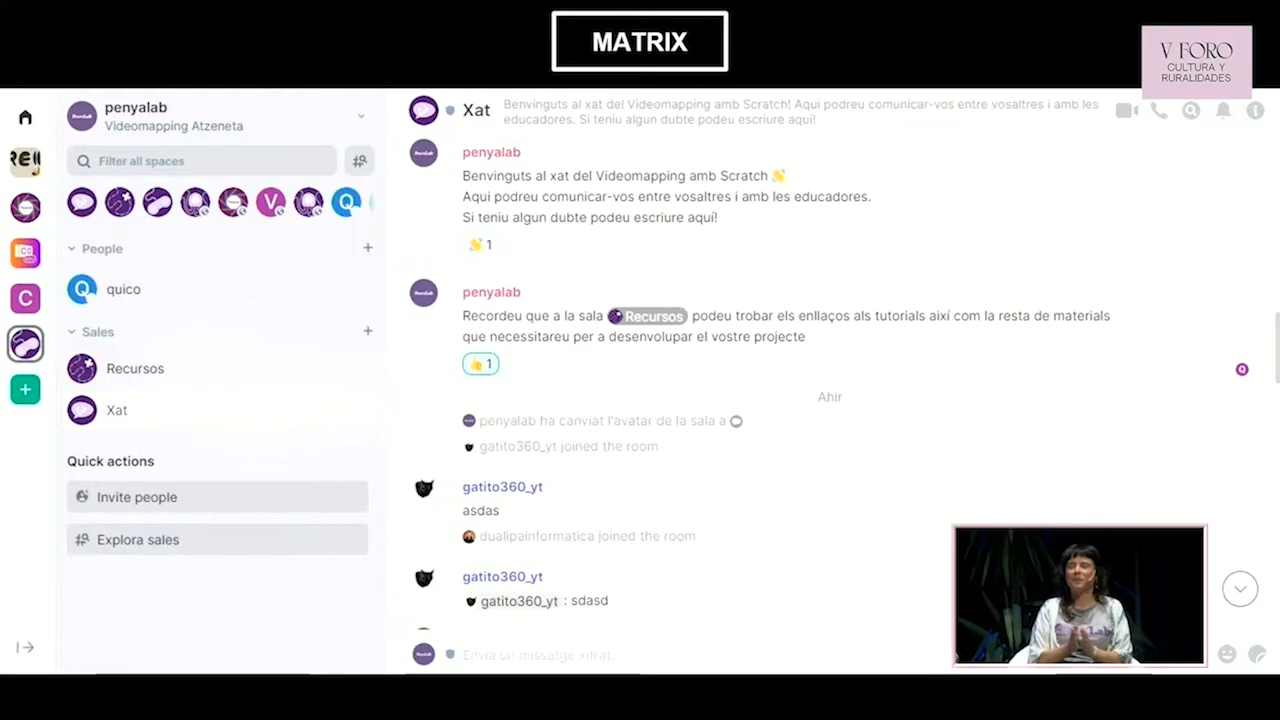 MATRIX
V FORO
CULTURA Y
RURALIDADES
penyalab
Videomapping Atzeneta
Filter all spaces
V
Q
People
Q quico
Sales
Recursos
Xat
Quick actions
Invite people
Explora sales
C
Xat
Benvinguts al xat del Videomapping amb Scratch! Aqui podreu comunicar-vos entre vosaltres i amb les
educadores. Si teniu algun dubte podeu escriure aquí!
penyalab
Benvinguts al xat del Videomapping amb Scratch 👋
Aqui podreu comunicar-vos entre vosaltres i amb les educadores.
Si teniu algun dubte podeu escriure aquí!
👋 1
penyalab
Recordeu que a la sala Recursos podeu trobar els enllaços als tutorials així com la resta de materials
que necessitareu per a desenvolupar el vostre projecte
👍 1
Q
Ahir
penyalab ha canviat l'avatar de la sala a
gatito360_yt joined the room
gatito360_yt
asdas
dualipainformatica joined the room
gatito360_yt
gatito360_yt : sdasd
Envia un missatge xifrat.